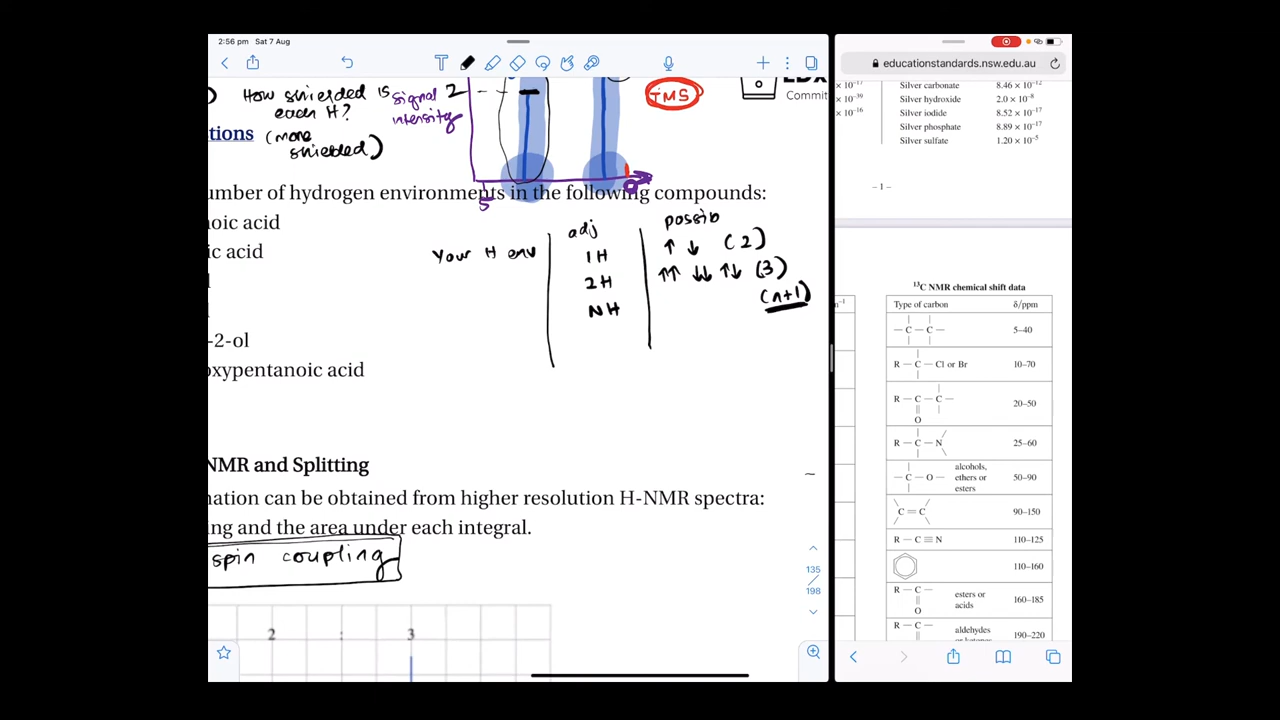 2:56 pm Sat 7 Aug
T
How shielded is
each H?
signal
intensity
2
TMS
Commit
tions
(more
shielded)
0
5
umber of hydrogen environments in the following compounds:
noic acid
ic acid
-2-ol
oxypentanoic acid
Your H env
adj
1H
2H
NH
possib
↑ ↓ (2)
↑↑ ↓↓ ↑↓ (3)
(n+1)
NMR and Splitting
nation can be obtained from higher resolution H-NMR spectra:
ing and the area under each integral.
spin coupling
2
3
135
198
educationstandards.nsw.edu.au
Silver carbonate 8.46 × 10⁻¹²
Silver hydroxide 2.0 × 10⁻⁸
Silver iodide 8.52 × 10⁻¹⁷
Silver phosphate 8.89 × 10⁻¹⁷
Silver sulfate 1.20 × 10⁻⁵
– 1 –
¹³C NMR chemical shift data
Type of carbon δ/ppm
— C — C — 5–40
R — C — Cl or Br 10–70
R — C — C — 20–50
O
R — C — N 25–60
— C — O — alcohols, ethers or esters 50–90
C = C 90–150
R — C ≡ N 110–125
110–160
R — C — esters or acids 160–185
O
R — C — aldehydes 190–220